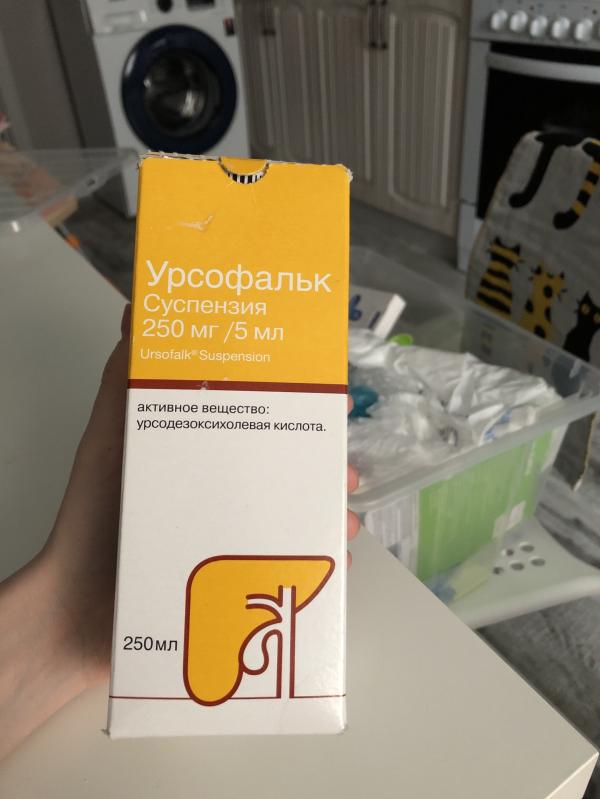 Урсофальк
Суспензия
250 мг /5 мл
Ursofalk® Suspension
активное вещество:
урсодезоксихолевая кислота.
250мл